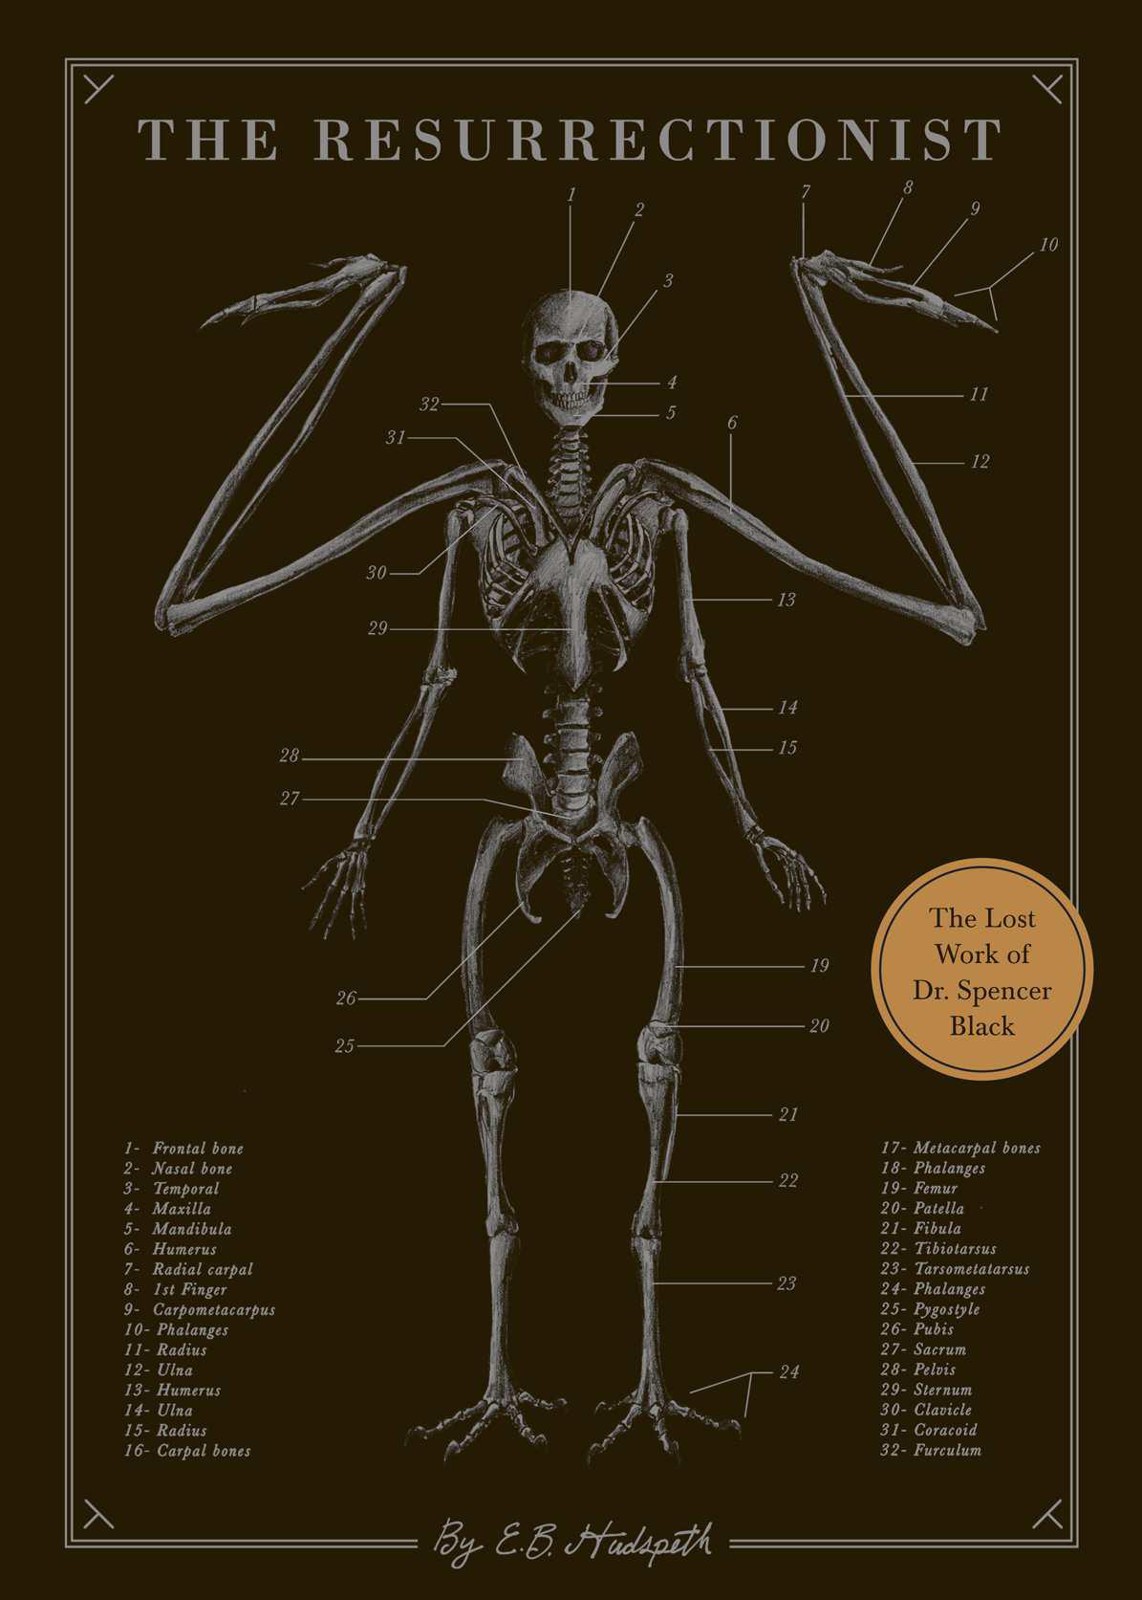 THE RESURRECTIONIST
1
2
3
4
5
6
7
8
9
10
11
12
13
14
15
19
20
21
22
23
24
25
26
27
28
29
30
31
32
The Lost
Work of
Dr. Spencer
Black
1- Frontal bone
2- Nasal bone
3- Temporal
4- Maxilla
5- Mandibula
6- Humerus
7- Radial carpal
8- 1st Finger
9- Carpometacarpus
10- Phalanges
11- Radius
12- Ulna
13- Humerus
14- Ulna
15- Radius
16- Carpal bones
17- Metacarpal bones
18- Phalanges
19- Femur
20- Patella
21- Fibula
22- Tibiotarsus
23- Tarsometatarsus
24- Phalanges
25- Pygostyle
26- Pubis
27- Sacrum
28- Pelvis
29- Sternum
30- Clavicle
31- Coracoid
32- Furculum
By E.B. Hudspeth